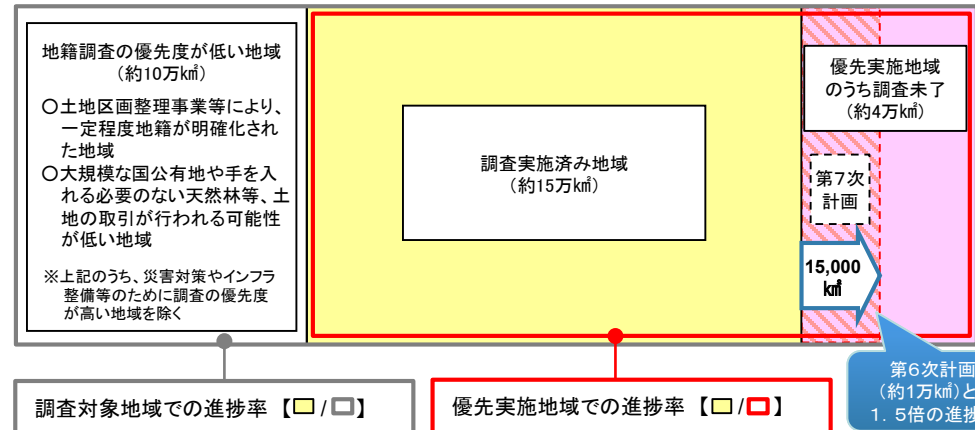 地籍調査の優先度が低い地域
(約10万㎢)
○土地区画整理事業等により、
一定程度地籍が明確化され
た地域
○大規模な国公有地や手を入
れる必要のない天然林等、土
地の取引が行われる可能性
が低い地域
※上記のうち、災害対策やインフラ
整備等のために調査の優先度
が高い地域を除く
調査実施済み地域
(約15万㎢)
優先実施地域
のうち調査未了
(約4万㎢)
第7次
計画
15,000
㎢
第6次計画
(約1万㎢)と
1.5倍の進捗
調査対象地域での進捗率 【□/□】
優先実施地域での進捗率 【□/□】